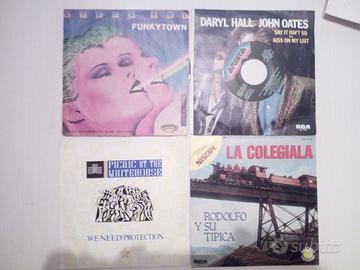 FUNKYTOWN
DARYL HALL JOHN OATES
SAY IT ISN'T SO
KISS ON MY LIST
RCA
PICNIC AT THE
WHITEHOUSE
WE NEED PROTECTION
NESCAFÉ
LA COLEGIALA
RODOLFO
Y SU
TIPICA
RCA
subito